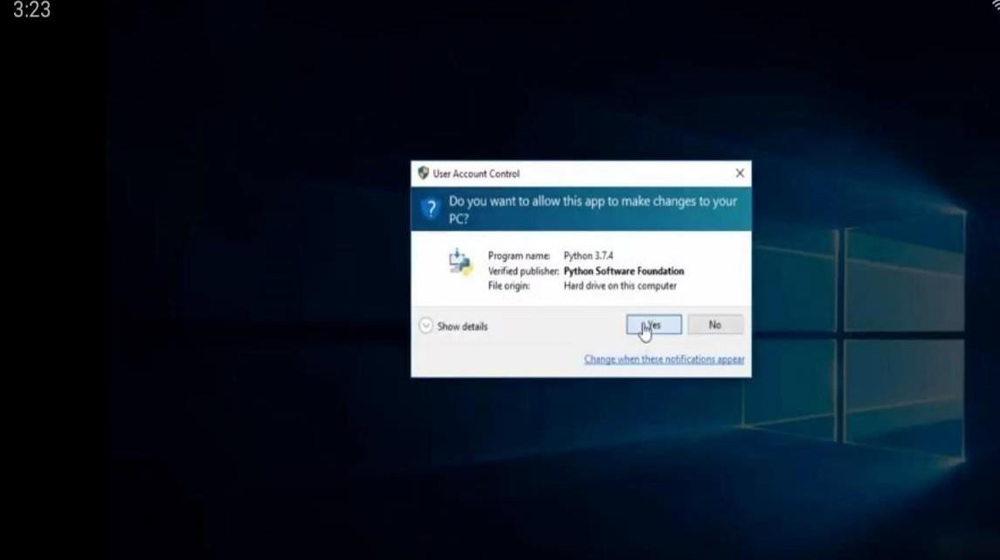 3:23
User Account Control
Do you want to allow this app to make changes to your
PC?
Program name: Python 3.7.4
Verified publisher: Python Software Foundation
File origin: Hard drive on this computer
Show details
Yes
No
Change when these notifications appear